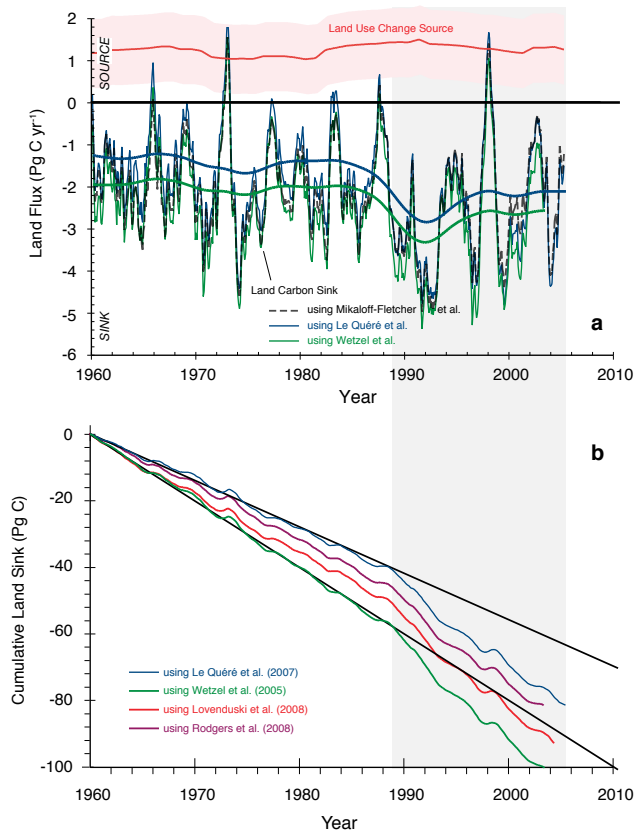 2
1
0
-1
-2
-3
-4
-5
-6
SOURCE
SINK
Land Flux (Pg C yr⁻¹)
Land Use Change Source
Land Carbon Sink
using Mikaloff-Fletcher et al.
using Le Quéré et al.
using Wetzel et al.
a
1960 1970 1980 1990 2000 2010
Year
b
0
-20
-40
-60
-80
-100
Cumulative Land Sink (Pg C)
using Le Quéré et al. (2007)
using Wetzel et al. (2005)
using Lovenduski et al. (2008)
using Rodgers et al. (2008)
1960 1970 1980 1990 2000 2010
Year